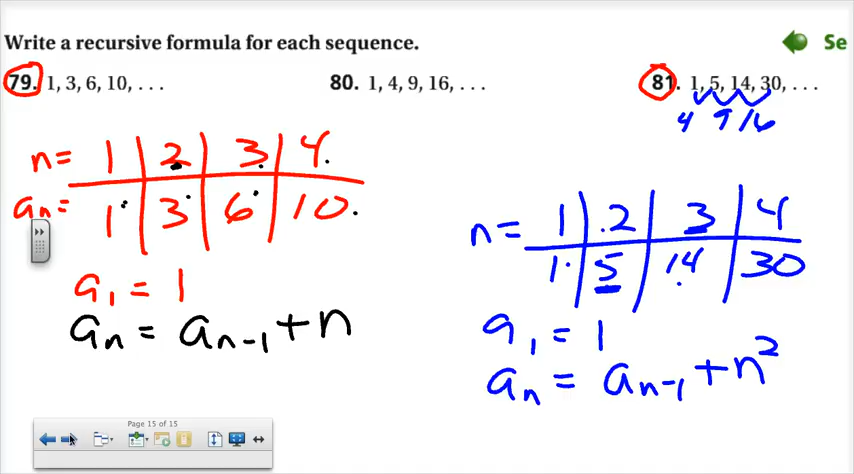 Write a recursive formula for each sequence.
Se
79. 1, 3, 6, 10, . . .
80. 1, 4, 9, 16, . . .
81. 1, 5, 14, 30, . . .
4 9 16
n= 1 2 3 4
an= 1 3 6 10
a1 = 1
an = an-1 + n
n= 1 2 3 4
1 5 14 30
a1 = 1
an = an-1 + n²
Page 15 of 15